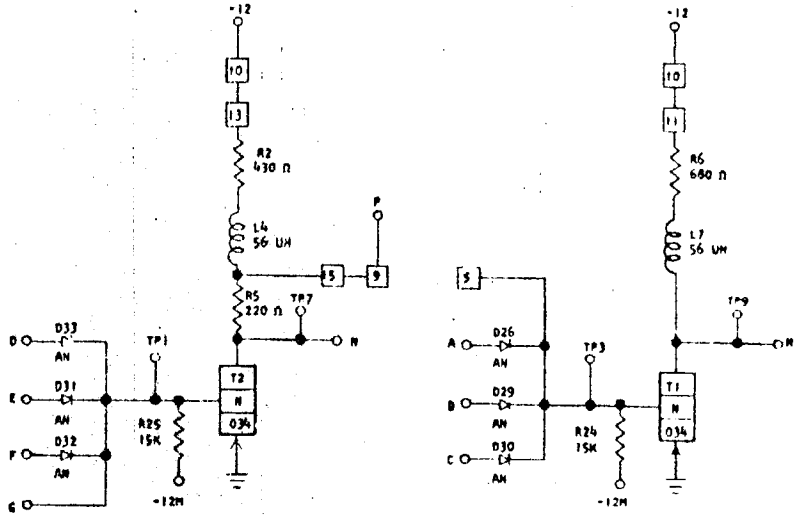 -12
10
13
R2
430 Ω
L4
56 UH
P
15
9
R5
220 Ω
TP7
N
D
D33
AN
TP1
E
D31
AN
T2
N
034
F
D32
AN
R25
15K
G
-12M
-12
10
11
R6
680 Ω
L7
56 UH
5
TP9
A
D26
AN
M
TP3
B
D29
AN
T1
N
034
C
D30
AN
R24
15K
-12M